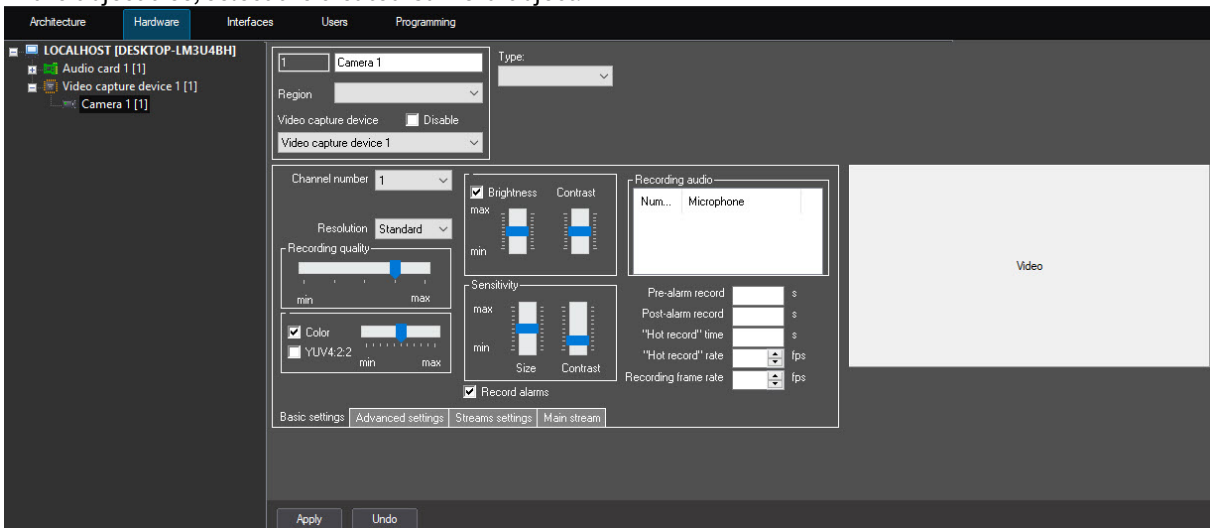 Architecture Hardware Interfaces Users Programming
LOCALHOST [DESKTOP-LM3U4BH]
Audio card 1 [1]
Video capture device 1 [1]
Camera 1 [1]
1 Camera 1
Type:
Region
Video capture device Disable
Video capture device 1
Channel number 1
Resolution Standard
Recording quality
min max
Color
YUV4:2:2
min max
Brightness Contrast
max
min
Sensitivity
max
min
Size Contrast
Record alarms
Recording audio
Num... Microphone
Pre-alarm record s
Post-alarm record s
"Hot record" time s
"Hot record" rate fps
Recording frame rate fps
Video
Basic settings Advanced settings Streams settings Main stream
Apply Undo